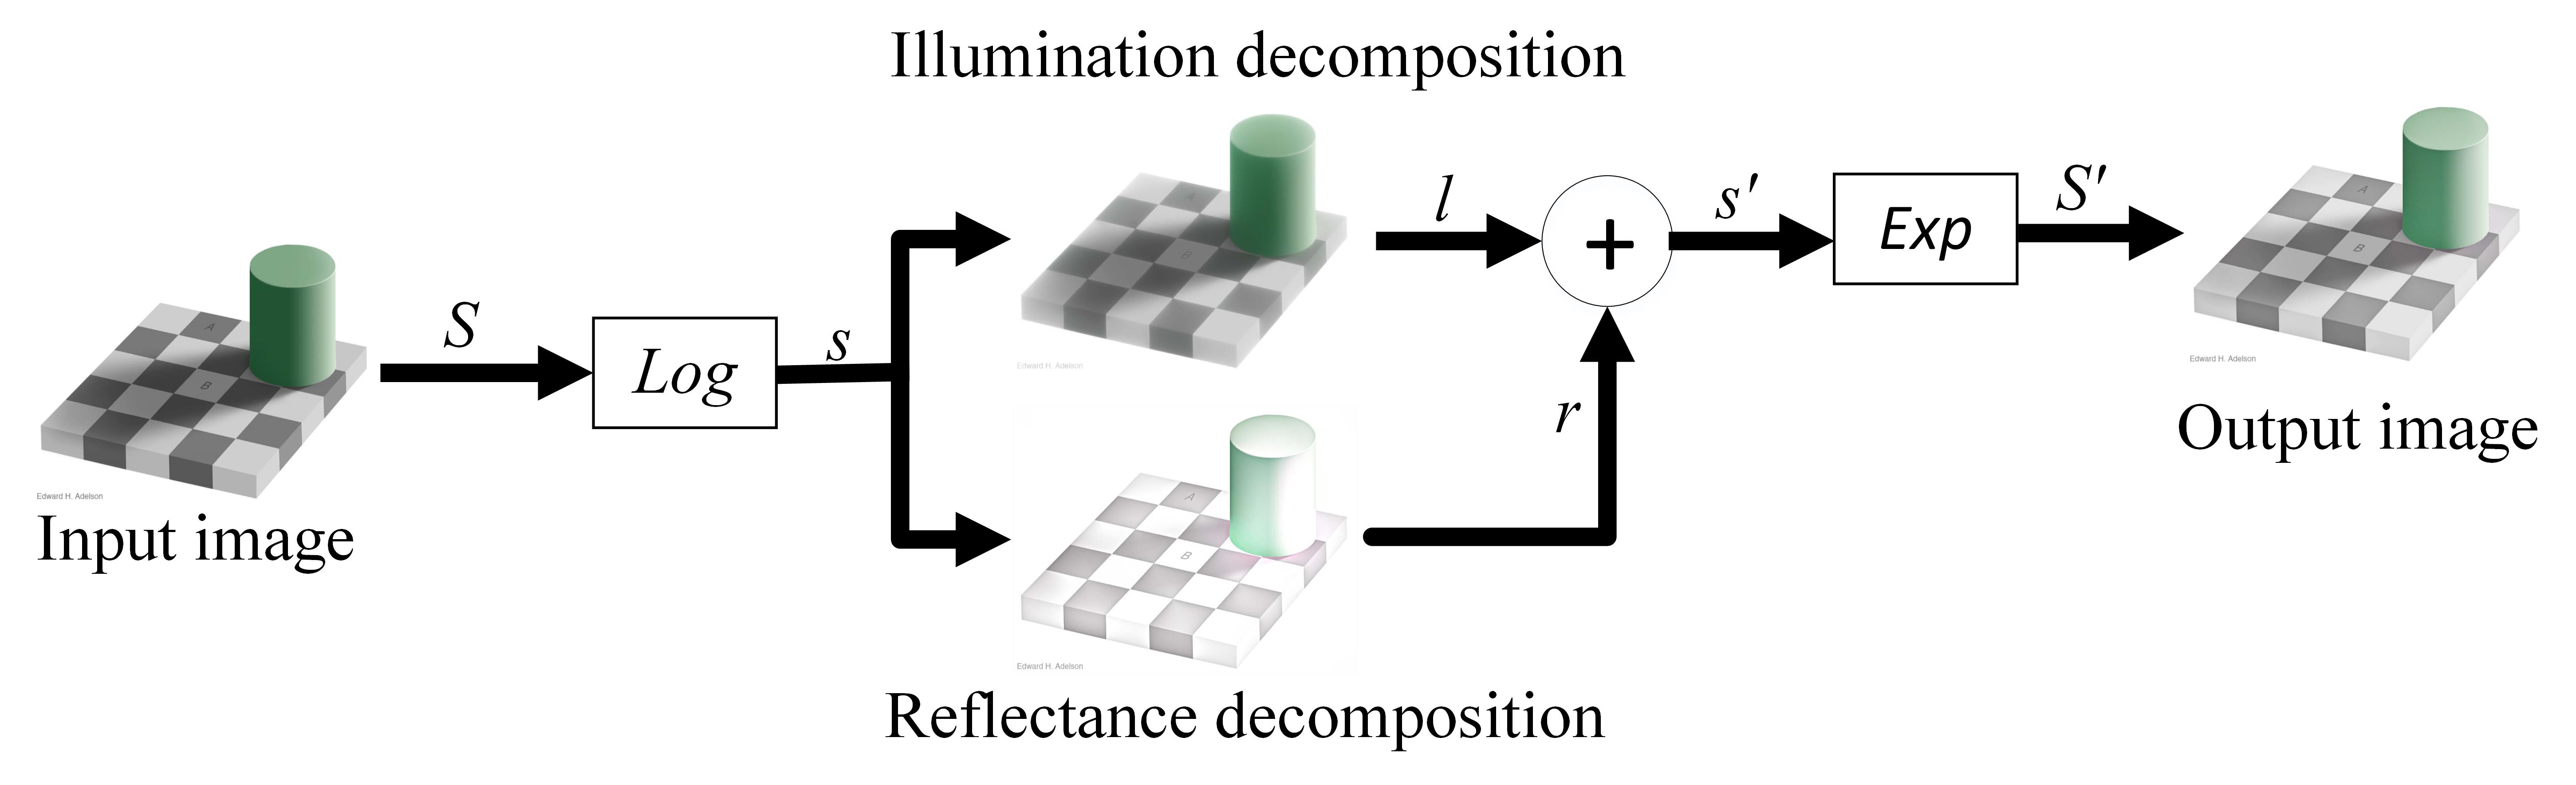 Illumination decomposition
A
B
Edward H. Adelson
Input image
S
Log
s
A
B
Edward H. Adelson
A
B
Edward H. Adelson
Reflectance decomposition
l
r
+
s′
Exp
S′
A
B
Edward H. Adelson
Output image